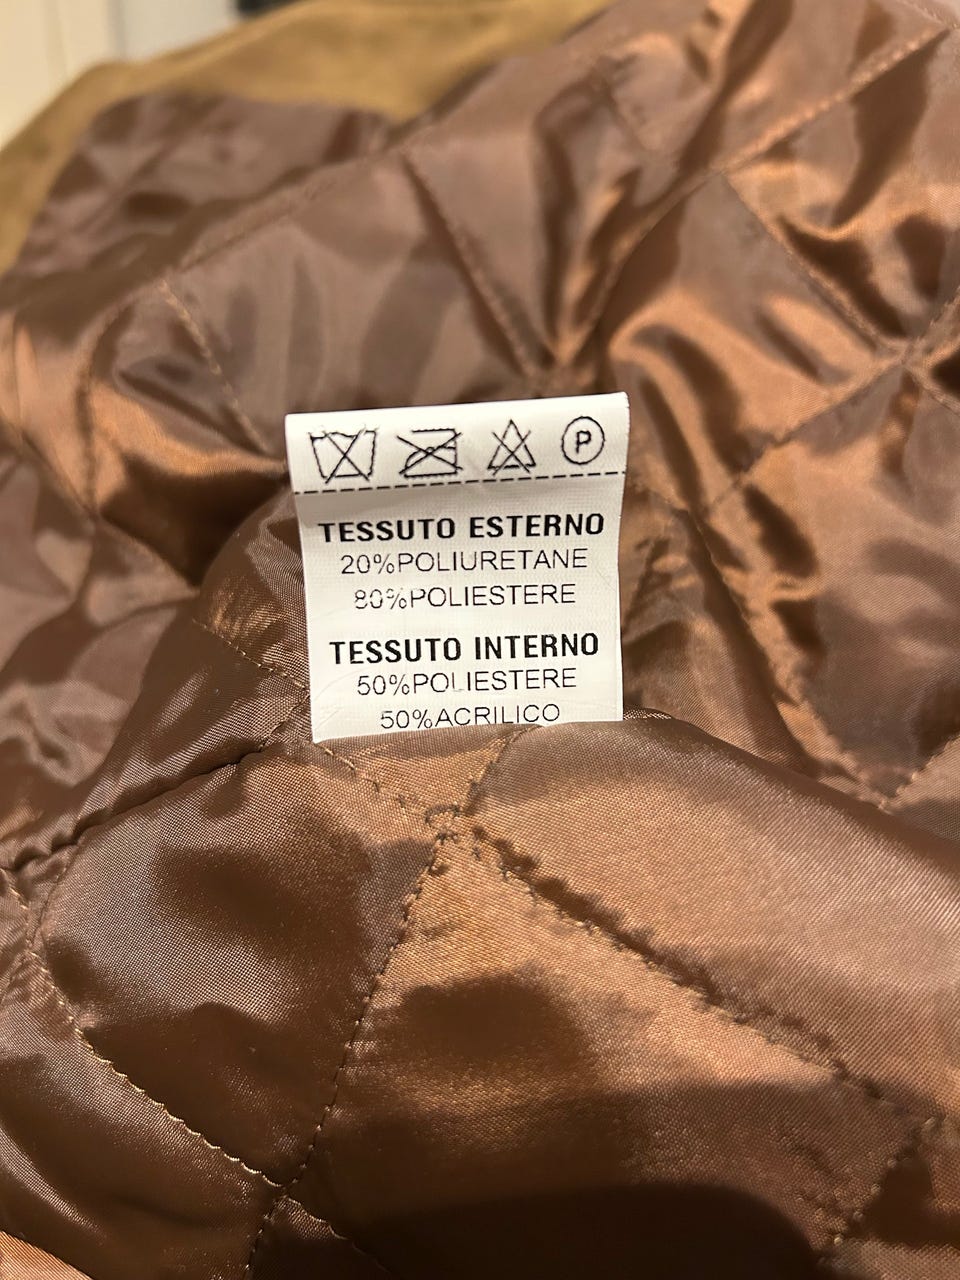 P
TESSUTO ESTERNO
20%POLIURETANE
80%POLIESTERE
TESSUTO INTERNO
50%POLIESTERE
50%ACRILICO